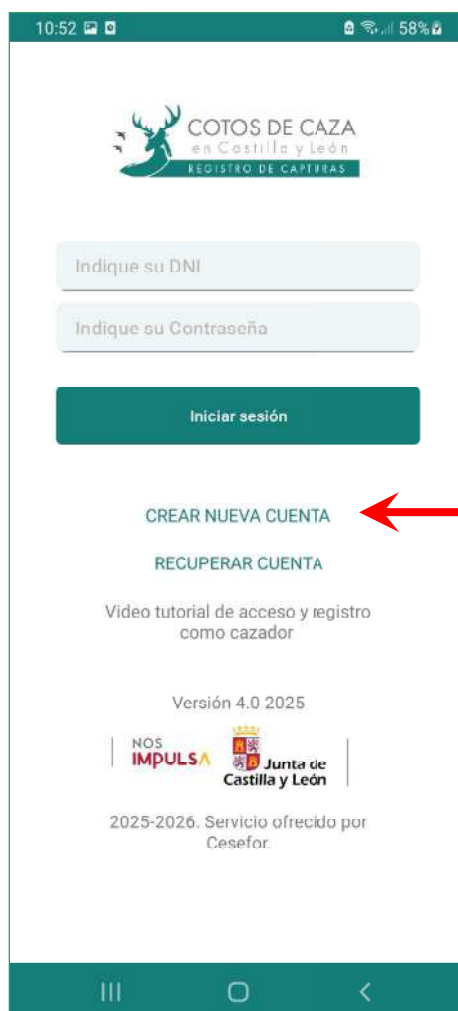 10:52
58%
COTOS DE CAZA
en Castilla y León
REGISTRO DE CAPTURAS
Indique su DNI
Indique su Contraseña
Iniciar sesión
CREAR NUEVA CUENTA
RECUPERAR CUENTA
Video tutorial de acceso y registro
como cazador
Versión 4.0 2025
NOS
IMPULSA
Junta de
Castilla y León
2025-2026. Servicio ofrecido por
Cesefor.